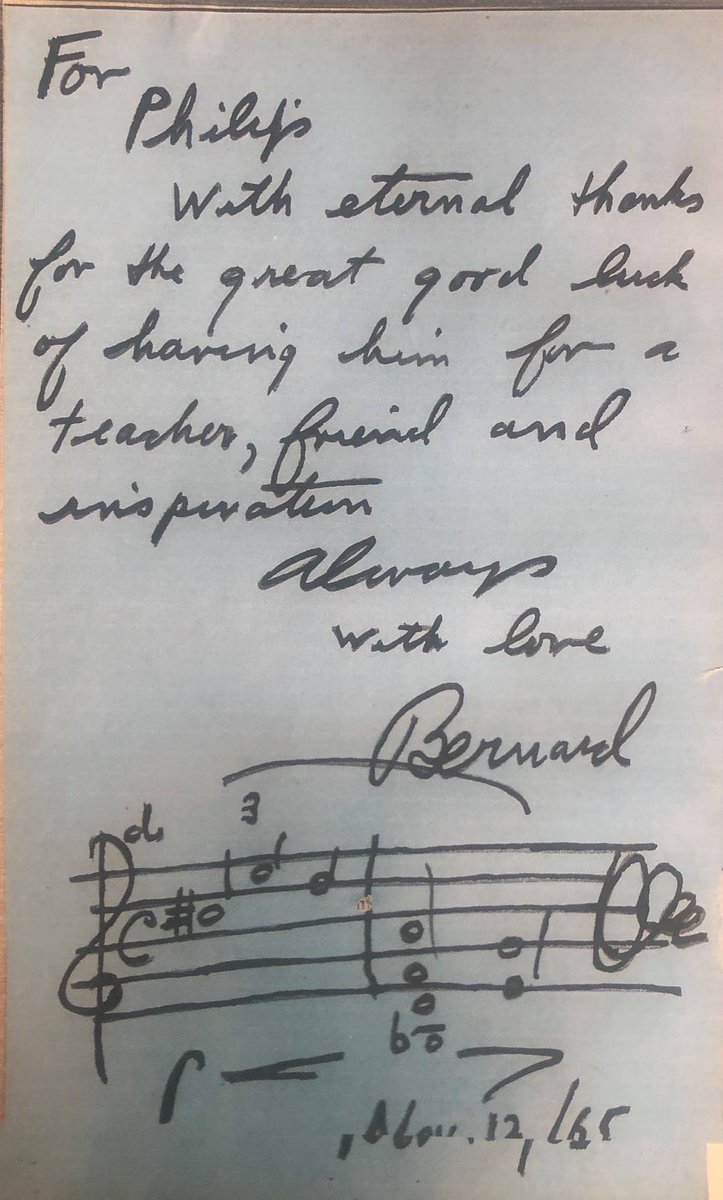 For
Philip
With eternal thanks
for the great good luck
of having him for a
teacher, friend and
inspiration
Always
with love
Bernard
3
Nov. 12, /65